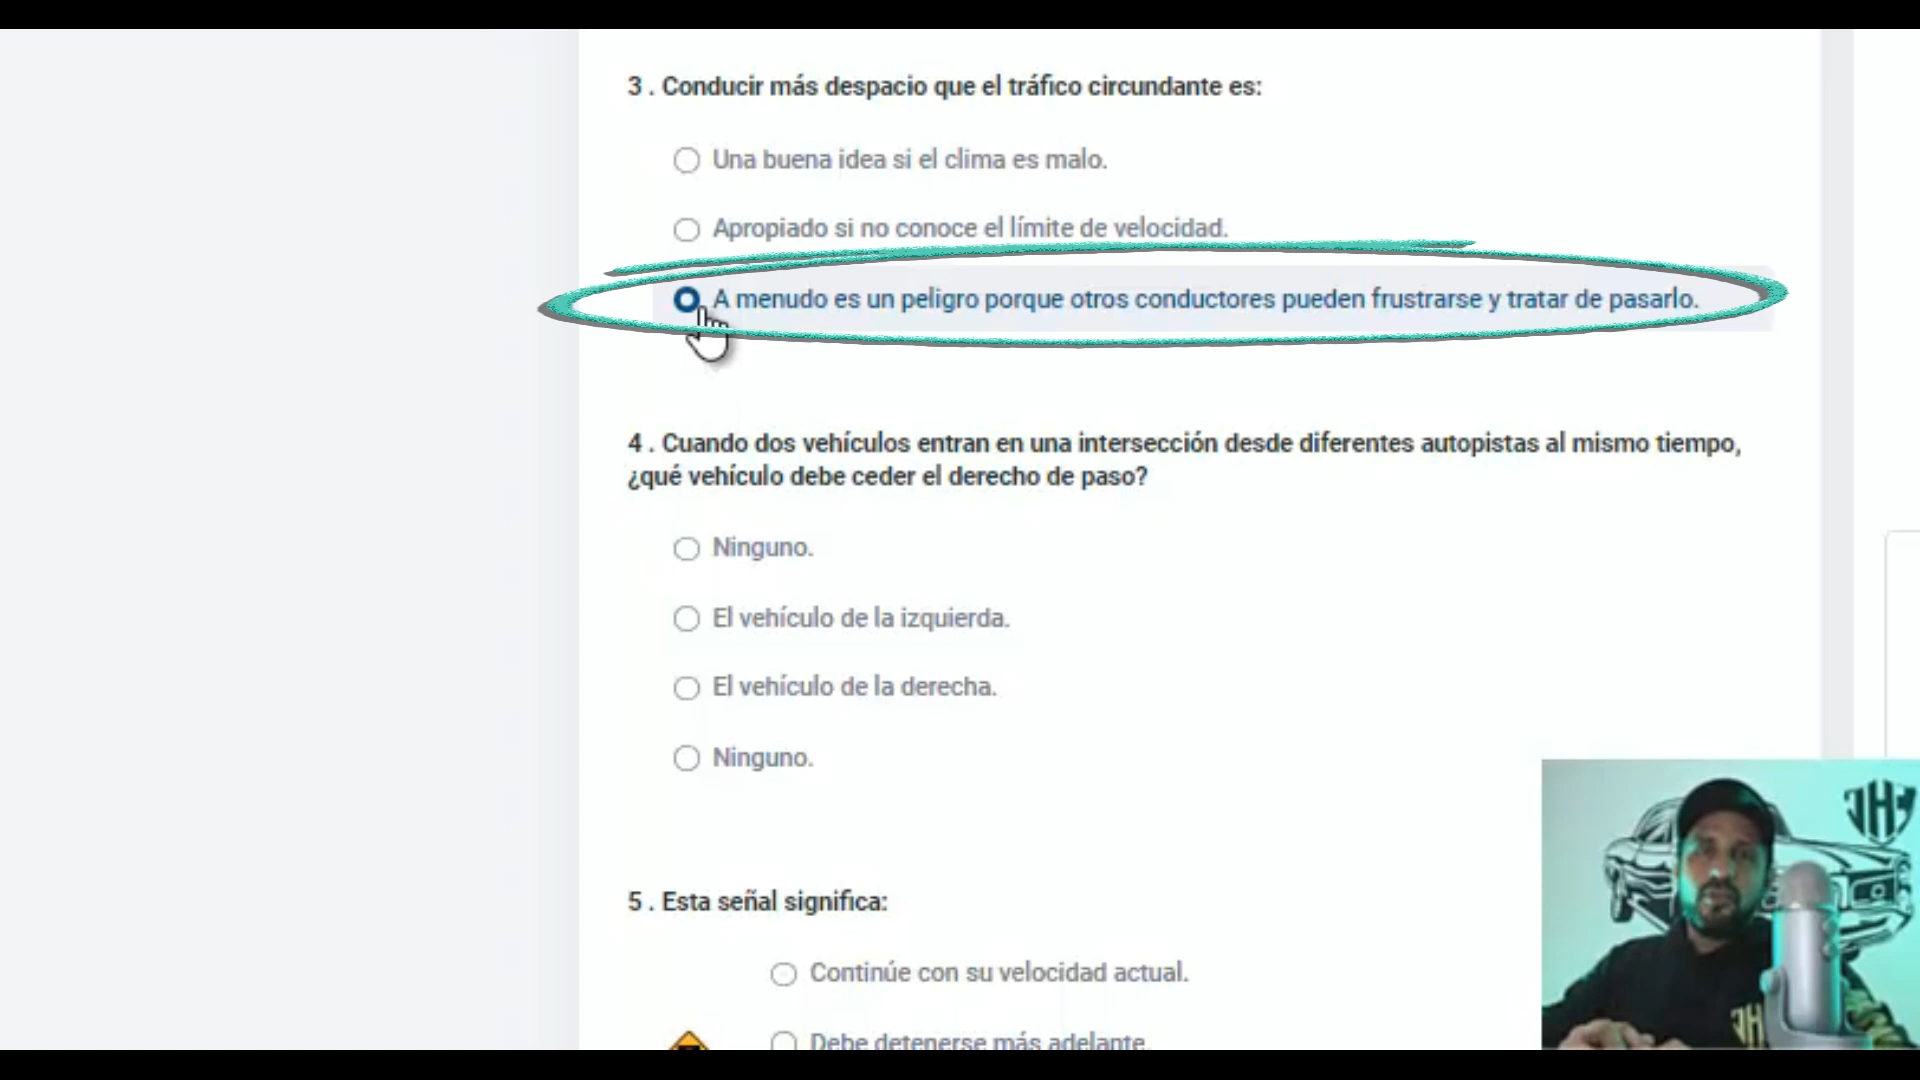 3 . Conducir más despacio que el tráfico circundante es:
Una buena idea si el clima es malo.
Apropiado si no conoce el límite de velocidad.
A menudo es un peligro porque otros conductores pueden frustrarse y tratar de pasarlo.
4 . Cuando dos vehículos entran en una intersección desde diferentes autopistas al mismo tiempo,
¿qué vehículo debe ceder el derecho de paso?
Ninguno.
El vehículo de la izquierda.
El vehículo de la derecha.
Ninguno.
5 . Esta señal significa:
Continúe con su velocidad actual.
Debe detenerse más adelante.